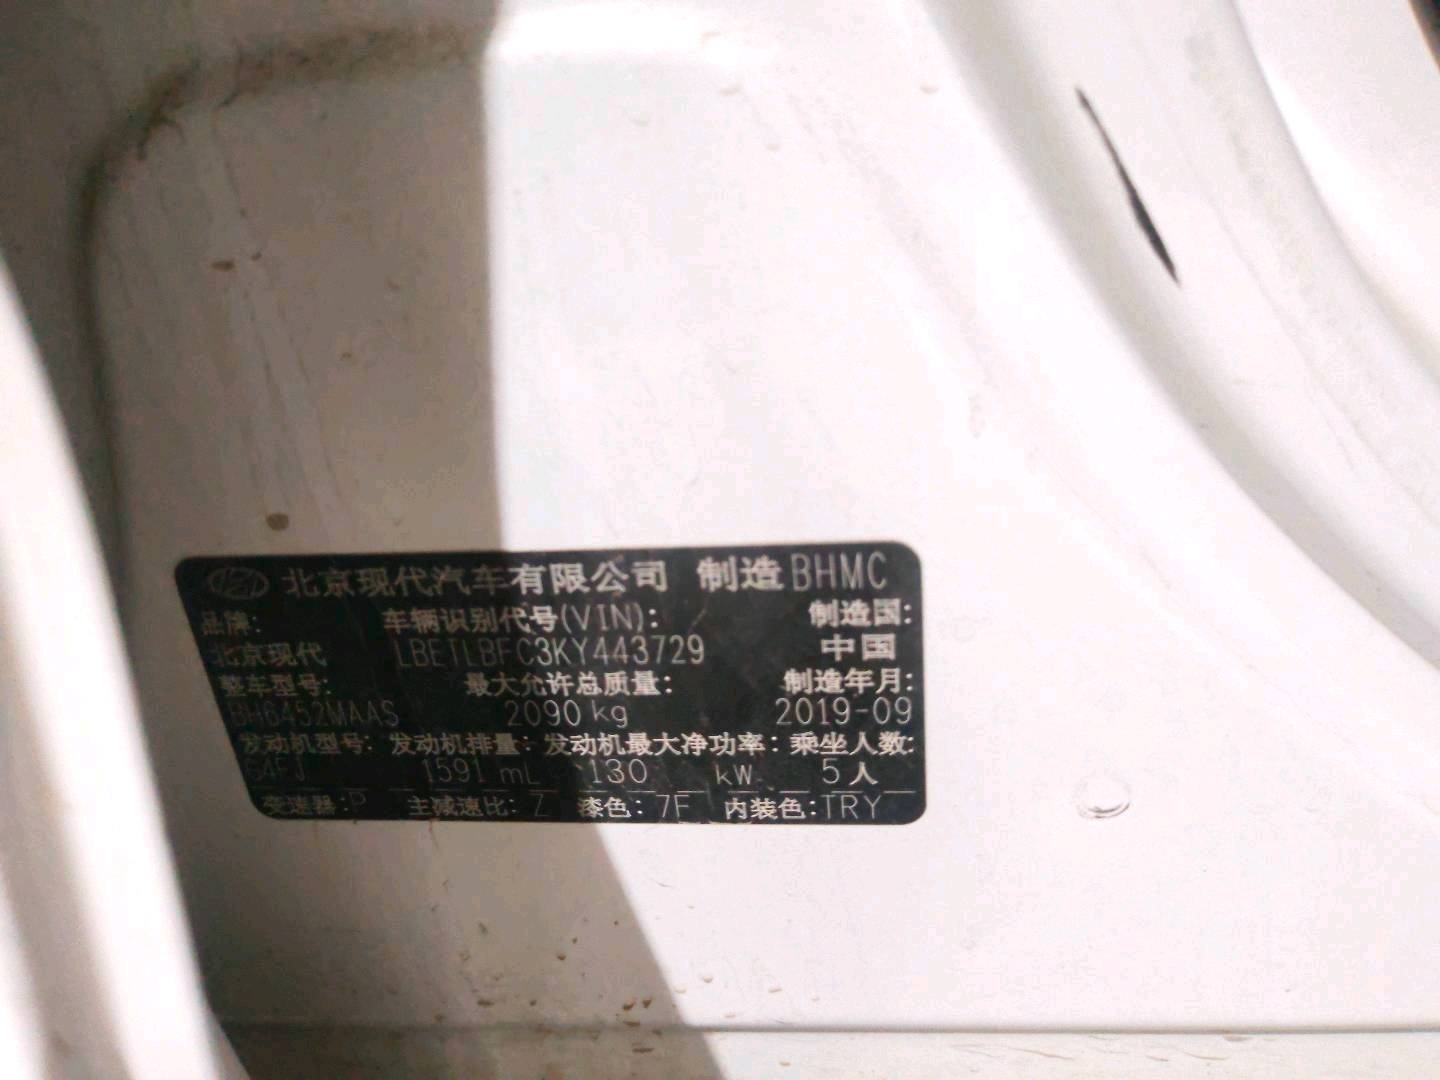 北京现代汽车有限公司 制造 BHMC
品牌: 车辆识别代号(VIN): 制造国:
北京现代 LBETLBFC3KY443729 中国
整车型号: 最大允许总质量: 制造年月:
BH6452MAAS 2090 kg 2019-09
发动机型号: 发动机排量: 发动机最大净功率: 乘坐人数:
G4FJ 1591 mL 130 kW 5 人
变速器: P 主减速比: Z 漆色: 7F 内装色: TRY